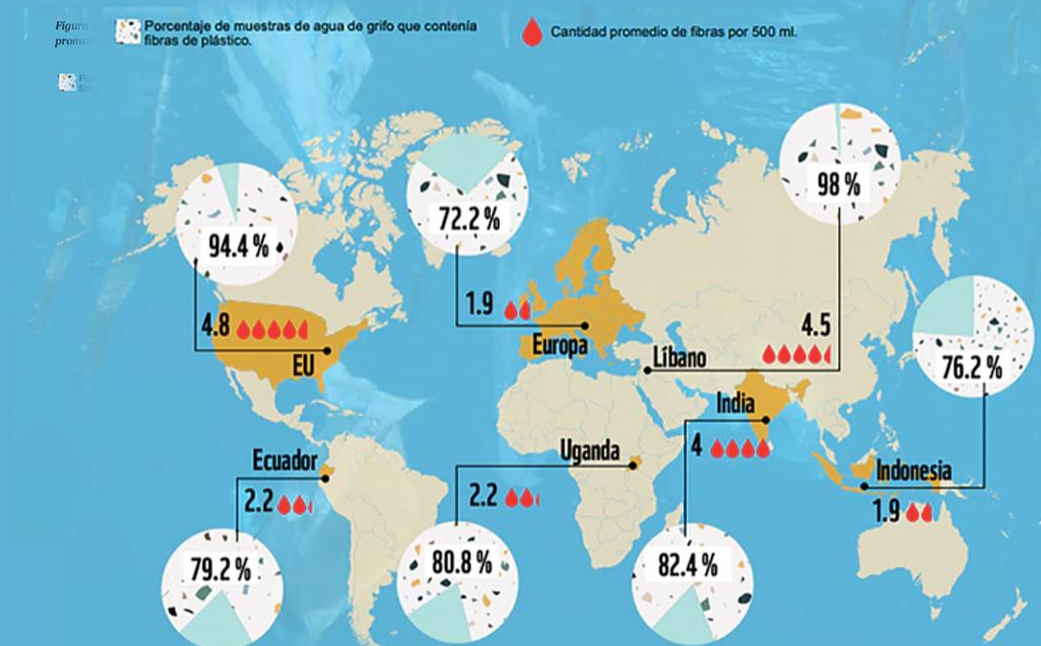 Figura
promo
Porcentaje de muestras de agua de grifo que contenía
fibras de plástico.
Cantidad promedio de fibras por 500 ml.
94.4 %
72.2 %
98 %
4.8
EU
1.9
Europa
Líbano
4.5
76.2 %
India
4
Indonesia
1.9
Ecuador
2.2
Uganda
2.2
79.2 %
80.8 %
82.4 %